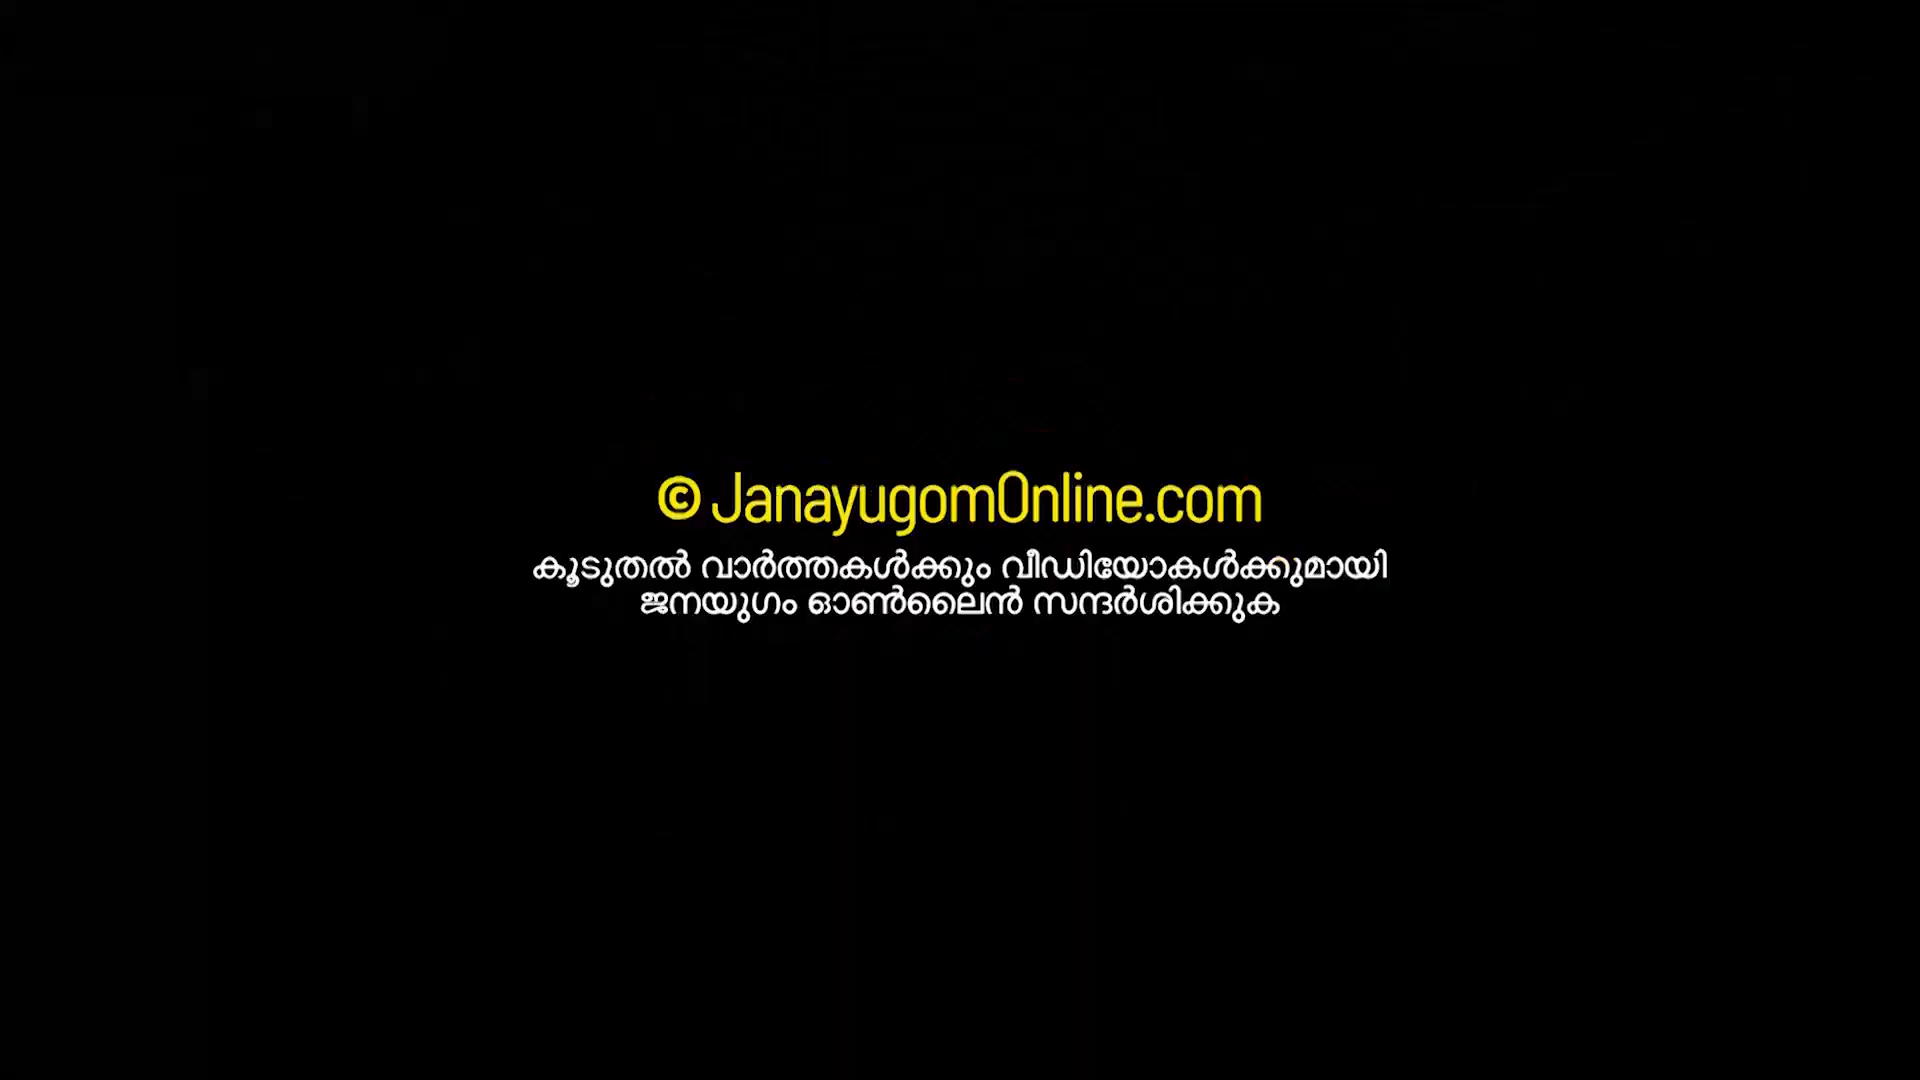 © JanayugomOnline.com
കൂടുതൽ വാർത്തകൾക്കും വീഡിയോകൾക്കുമായി
ജനയുഗം ഓൺലൈൻ സന്ദർശിക്കുക